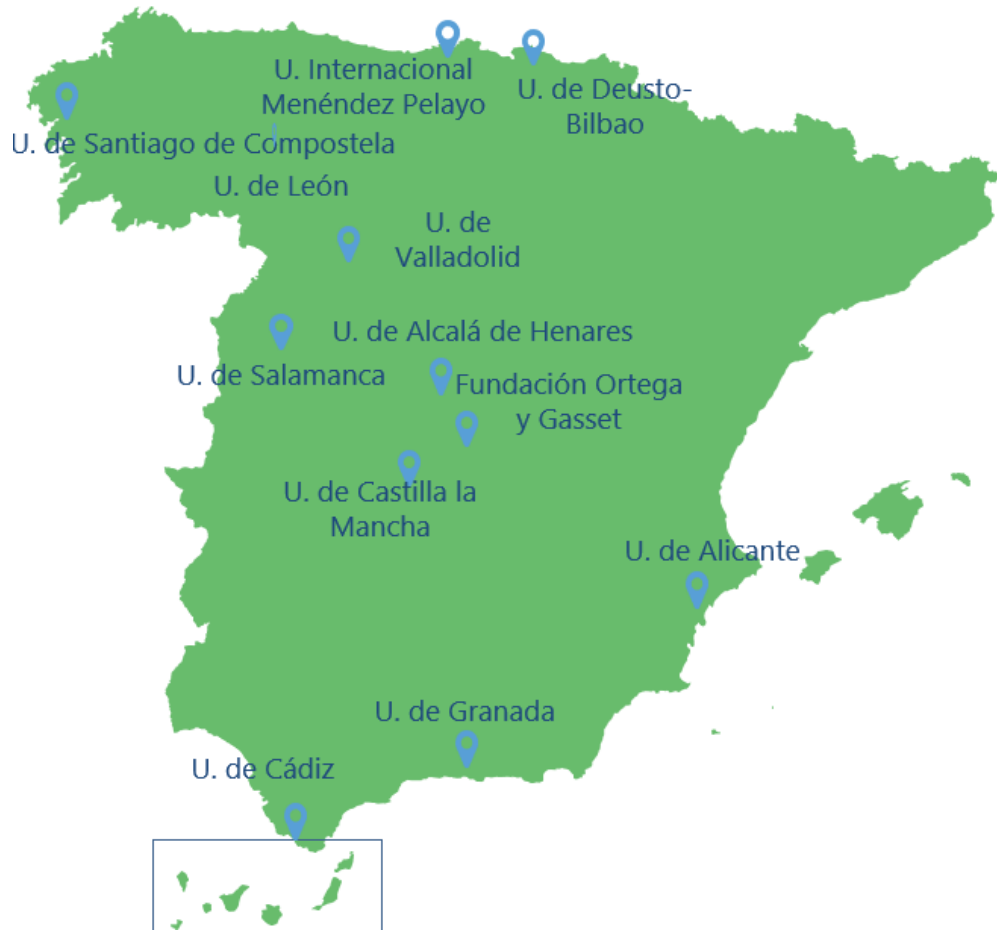 U. Internacional
Menéndez Pelayo
U. de Deusto-
Bilbao
U. de Santiago de Compostela
U. de León
U. de
Valladolid
U. de Alcalá de Henares
U. de Salamanca
Fundación Ortega
y Gasset
U. de Castilla la
Mancha
U. de Alicante
U. de Granada
U. de Cádiz